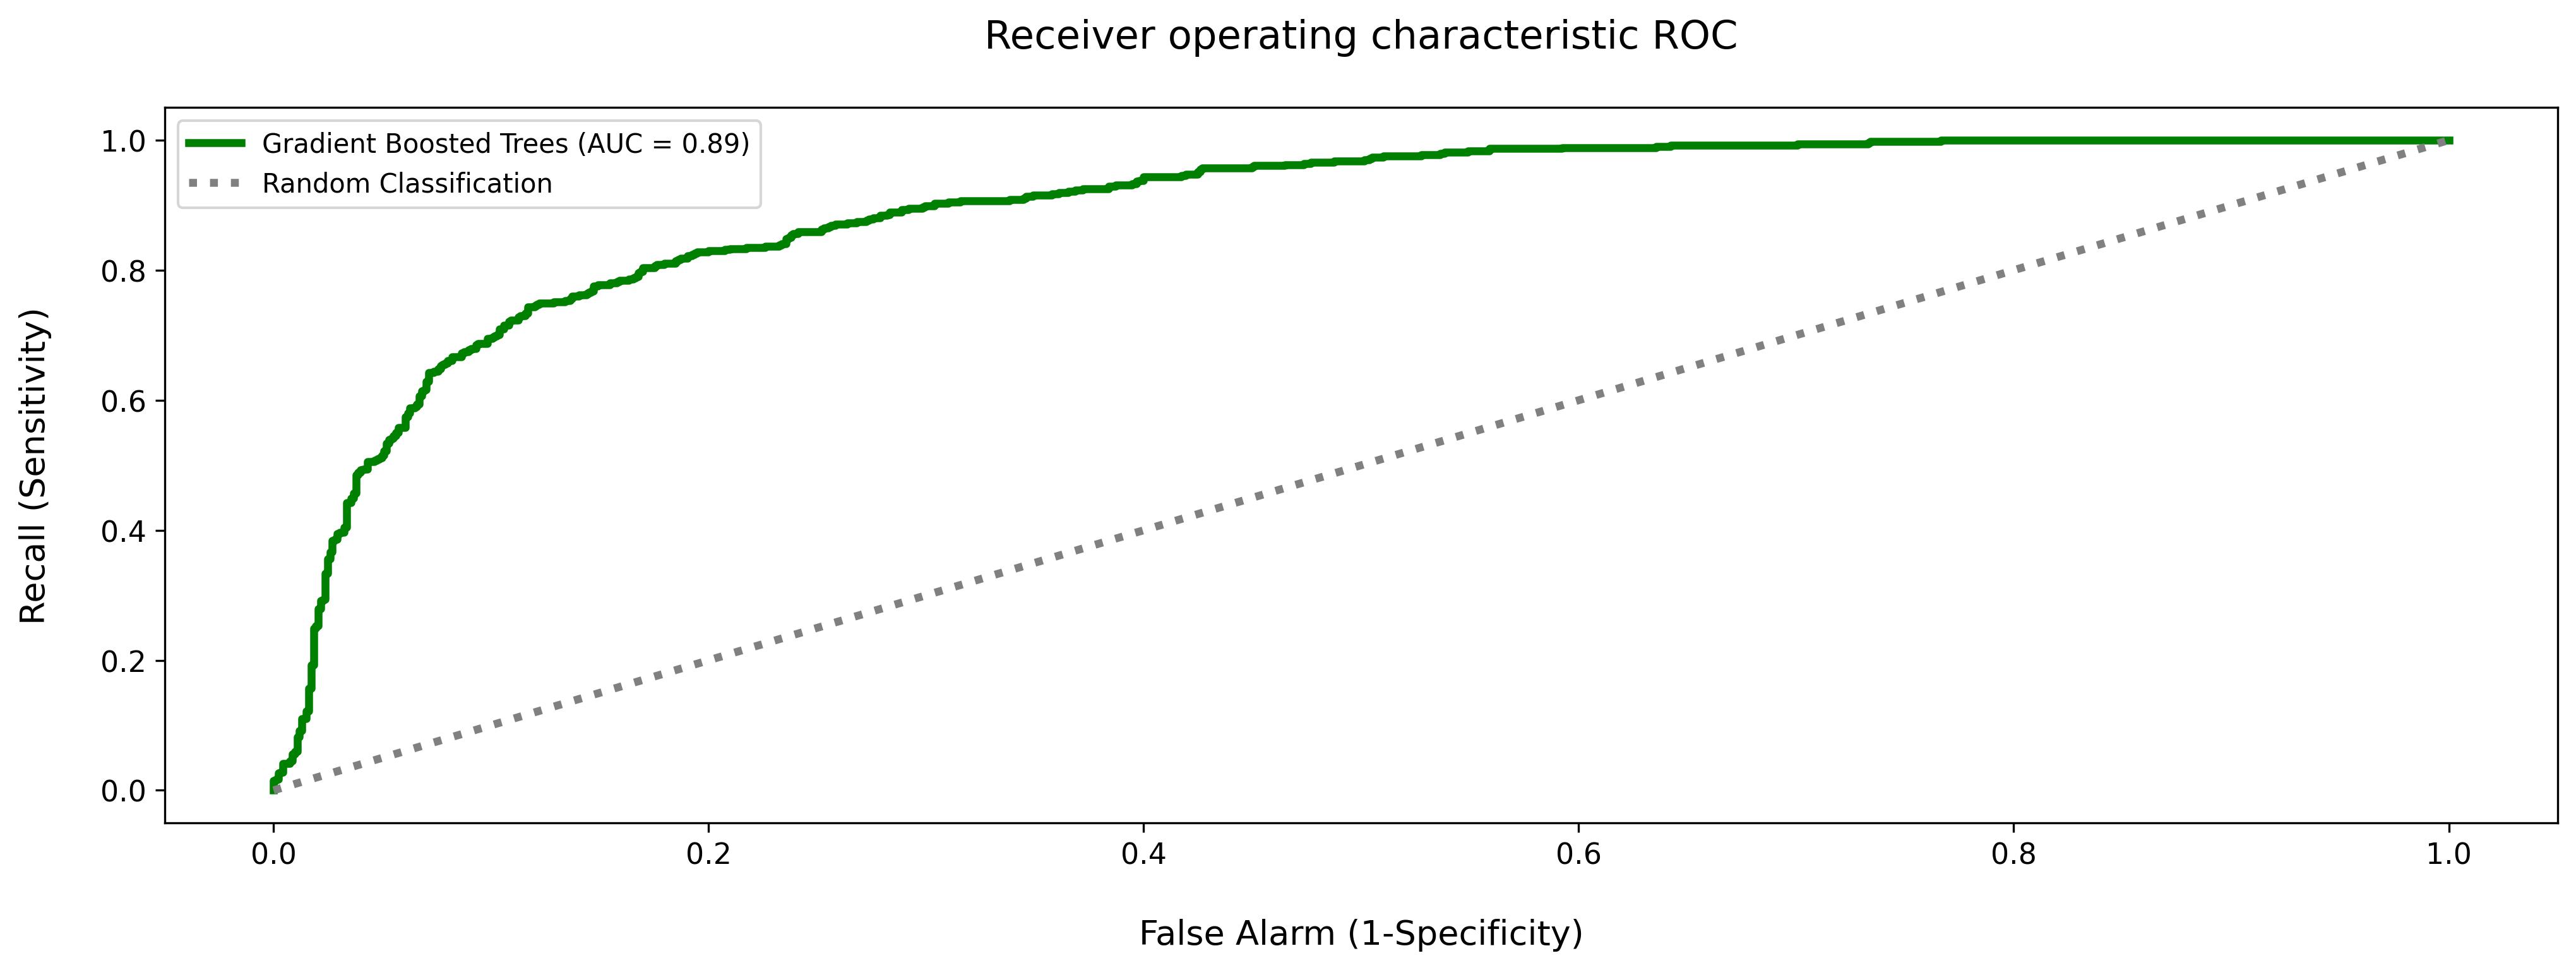 Receiver operating characteristic ROC
Gradient Boosted Trees (AUC = 0.89)
Random Classification
1.0
0.8
0.6
0.4
0.2
0.0
Recall (Sensitivity)
0.0 0.2 0.4 0.6 0.8 1.0
False Alarm (1-Specificity)